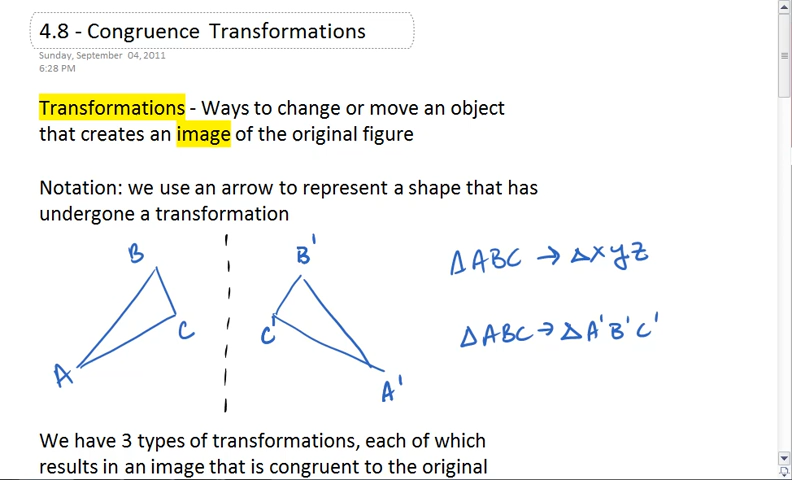 4.8 - Congruence Transformations
Sunday, September 04, 2011
6:28 PM
Transformations - Ways to change or move an object
that creates an image of the original figure
Notation: we use an arrow to represent a shape that has
undergone a transformation
B
B'
ΔABC → ΔXYZ
C
C'
ΔABC → ΔA'B'C'
A
A'
We have 3 types of transformations, each of which
results in an image that is congruent to the original